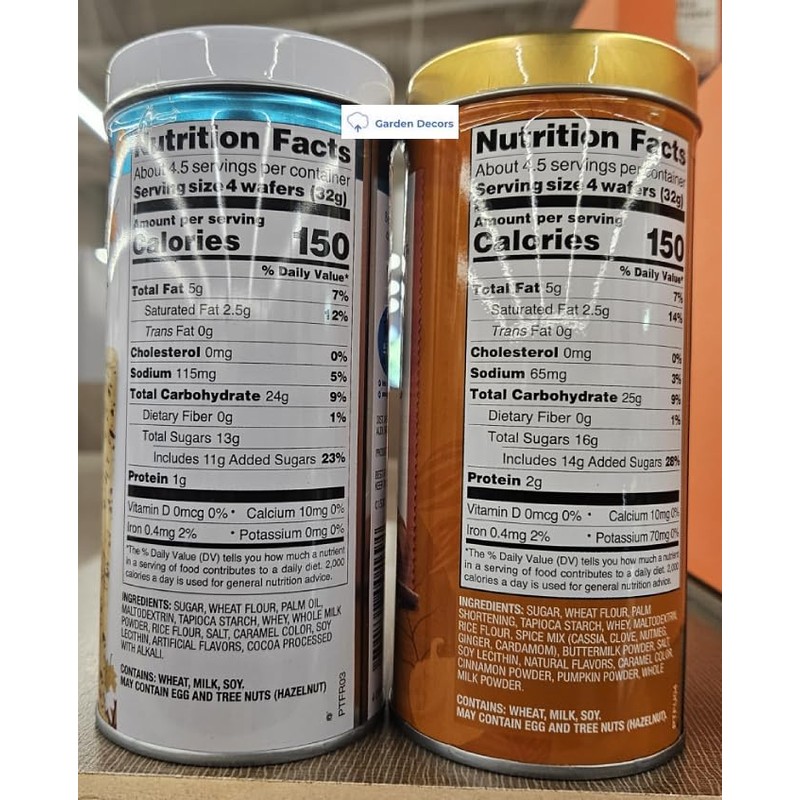 Garden Decors
Nutrition Facts
About 4.5 servings per container
Serving size 4 wafers (32g)
Amount per serving
Calories 150
% Daily Value*
Total Fat 5g 7%
Saturated Fat 2.5g 12%
Trans Fat 0g
Cholesterol 0mg 0%
Sodium 115mg 5%
Total Carbohydrate 24g 9%
Dietary Fiber 0g 1%
Total Sugars 13g
Includes 11g Added Sugars 23%
Protein 1g
Vitamin D 0mcg 0% • Calcium 10mg 0%
Iron 0.4mg 2% • Potassium 0mg 0%
*The % Daily Value (DV) tells you how much a nutrient
in a serving of food contributes to a daily diet. 2,000
calories a day is used for general nutrition advice.
INGREDIENTS: SUGAR, WHEAT FLOUR, PALM OIL,
MALTODEXTRIN, TAPIOCA STARCH, WHEY, WHOLE MILK
POWDER, RICE FLOUR, SALT, CARAMEL COLOR, SOY
LECITHIN, ARTIFICIAL FLAVORS, COCOA PROCESSED
WITH ALKALI.
CONTAINS: WHEAT, MILK, SOY.
MAY CONTAIN EGG AND TREE NUTS (HAZELNUT)
PTFR03
Nutrition Facts
About 4.5 servings per container
Serving size 4 wafers (32g)
Amount per serving
Calories 150
% Daily Value*
Total Fat 5g 7%
Saturated Fat 2.5g 14%
Trans Fat 0g
Cholesterol 0mg 0%
Sodium 65mg 3%
Total Carbohydrate 25g 9%
Dietary Fiber 0g 1%
Total Sugars 16g
Includes 14g Added Sugars 28%
Protein 2g
Vitamin D 0mcg 0% • Calcium 10mg 0%
Iron 0.4mg 2% • Potassium 70mg 0%
*The % Daily Value (DV) tells you how much a nutrient
in a serving of food contributes to a daily diet. 2,000
calories a day is used for general nutrition advice.
INGREDIENTS: SUGAR, WHEAT FLOUR, PALM
SHORTENING, TAPIOCA STARCH, WHEY, MALTODEXTRIN,
RICE FLOUR, SPICE MIX (CASSIA, CLOVE, NUTMEG,
GINGER, CARDAMOM), BUTTERMILK POWDER, SALT,
SOY LECITHIN, NATURAL FLAVORS, CARAMEL COLOR,
CINNAMON POWDER, PUMPKIN POWDER, WHOLE
MILK POWDER.
CONTAINS: WHEAT, MILK, SOY.
MAY CONTAIN EGG AND TREE NUTS (HAZELNUT).